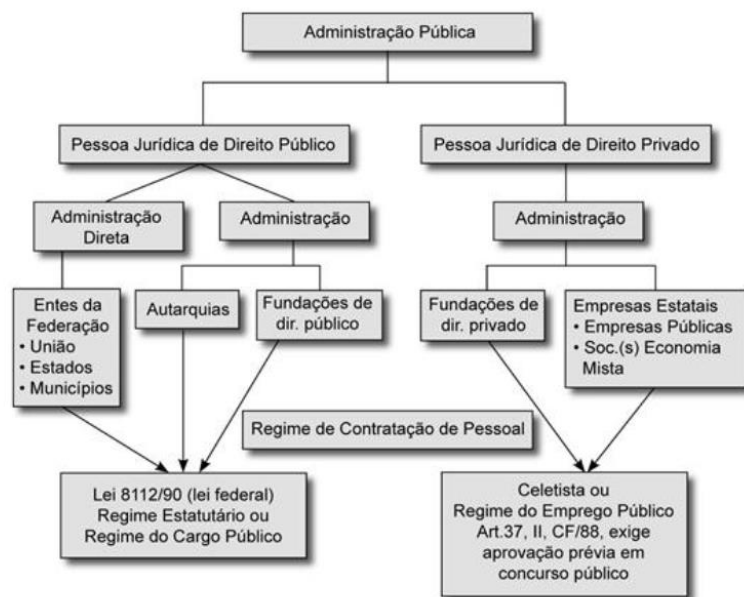 Administração Pública
Pessoa Jurídica de Direito Público
Pessoa Jurídica de Direito Privado
Administração
Direta
Administração
Administração
Entes da
Federação
• União
• Estados
• Municípios
Autarquias
Fundações de
dir. público
Fundações de
dir. privado
Empresas Estatais
• Empresas Públicas
• Soc.(s) Economia
Mista
Regime de Contratação de Pessoal
Lei 8112/90 (lei federal)
Regime Estatutário ou
Regime do Cargo Público
Celetista ou
Regime do Emprego Público
Art.37, II, CF/88, exige
aprovação prévia em
concurso público